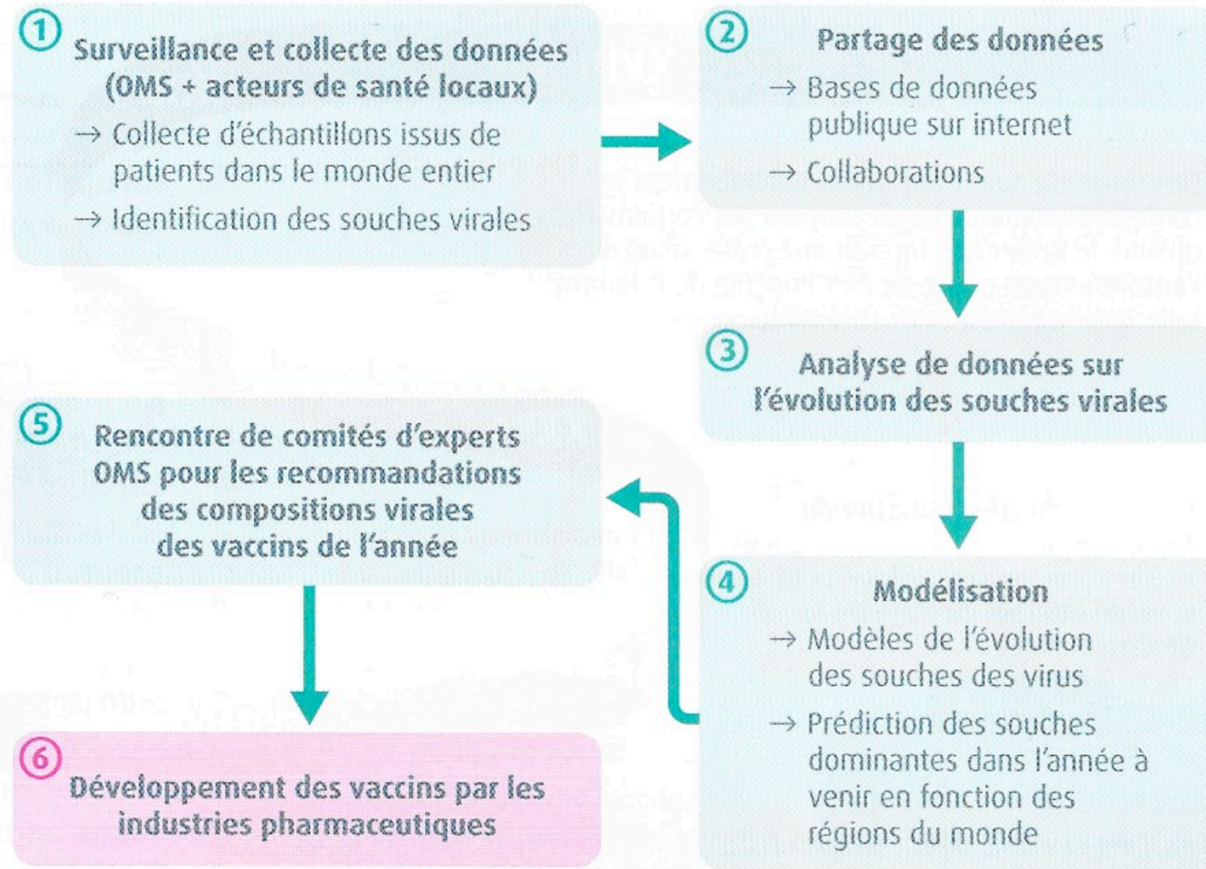 1
Surveillance et collecte des données
(OMS + acteurs de santé locaux)
→ Collecte d'échantillons issus de
patients dans le monde entier
→ Identification des souches virales
2
Partage des données
→ Bases de données
publique sur internet
→ Collaborations
3
Analyse de données sur
l'évolution des souches virales
4
Modélisation
→ Modèles de l'évolution
des souches des virus
→ Prédiction des souches
dominantes dans l'année à
venir en fonction des
régions du monde
5
Rencontre de comités d'experts
OMS pour les recommandations
des compositions virales
des vaccins de l'année
6
Développement des vaccins par les
industries pharmaceutiques